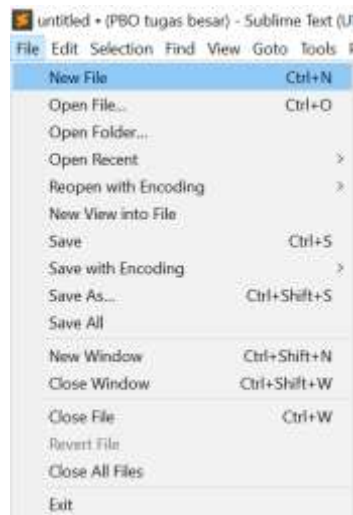 untitled • (PBO tugas besar) - Sublime Text (U
File Edit Selection Find View Goto Tools
New File Ctrl+N
Open File... Ctrl+O
Open Folder...
Open Recent >
Reopen with Encoding >
New View into File
Save Ctrl+S
Save with Encoding >
Save As... Ctrl+Shift+S
Save All
New Window Ctrl+Shift+N
Close Window Ctrl+Shift+W
Close File Ctrl+W
Revert File
Close All Files
Exit